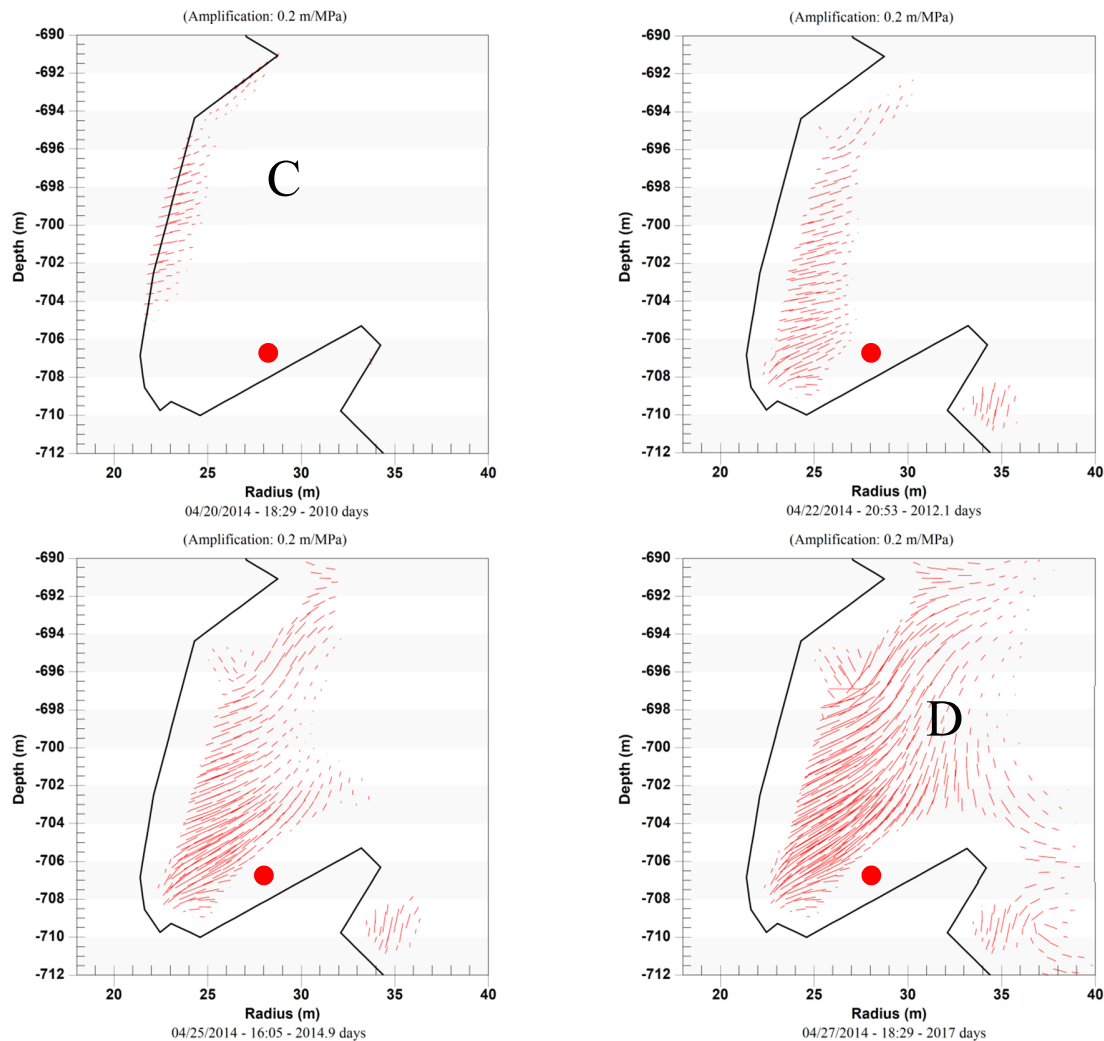 (Amplification: 0.2 m/MPa)
-690
-692
-694
-696
-698
-700
-702
-704
-706
-708
-710
-712
Depth (m)
C
20 25 30 35 40
Radius (m)
04/20/2014 - 18:29 - 2010 days
(Amplification: 0.2 m/MPa)
-690
-692
-694
-696
-698
-700
-702
-704
-706
-708
-710
-712
Depth (m)
20 25 30 35 40
Radius (m)
04/22/2014 - 20:53 - 2012.1 days
(Amplification: 0.2 m/MPa)
-690
-692
-694
-696
-698
-700
-702
-704
-706
-708
-710
-712
Depth (m)
20 25 30 35 40
Radius (m)
04/25/2014 - 16:05 - 2014.9 days
(Amplification: 0.2 m/MPa)
-690
-692
-694
-696
-698
-700
-702
-704
-706
-708
-710
-712
Depth (m)
D
20 25 30 35 40
Radius (m)
04/27/2014 - 18:29 - 2017 days